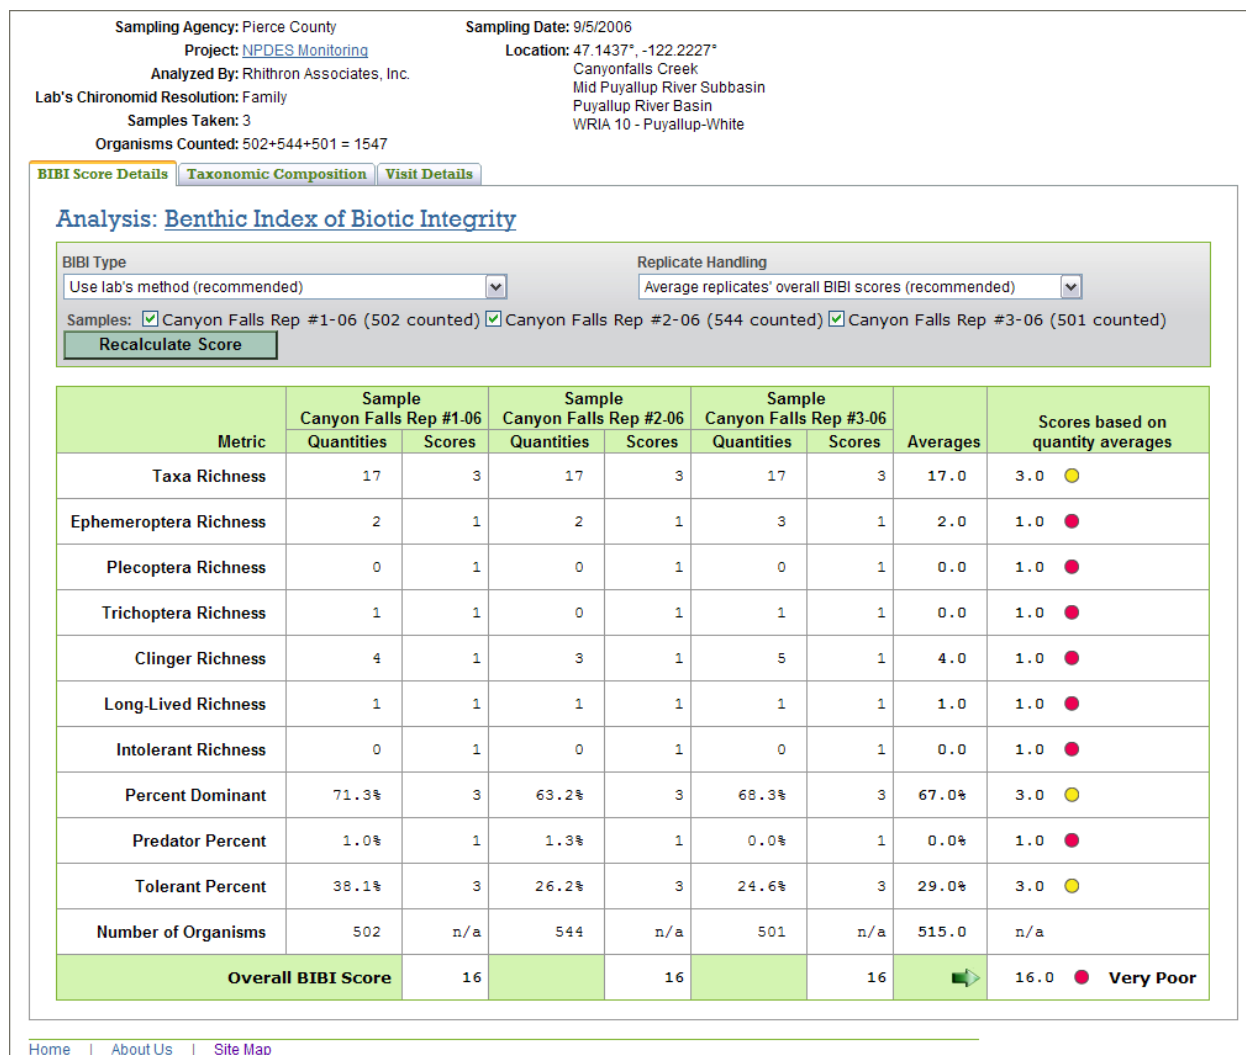 Sampling Agency: Pierce County Sampling Date: 9/5/2006
Project: NPDES Monitoring Location: 47.1437°, -122.2227°
Analyzed By: Rhithron Associates, Inc. Canyonfalls Creek
Lab's Chironomid Resolution: Family Mid Puyallup River Subbasin
Samples Taken: 3 Puyallup River Basin
Organisms Counted: 502+544+501 = 1547 WRIA 10 - Puyallup-White
BIBI Score Details Taxonomic Composition Visit Details
Analysis: Benthic Index of Biotic Integrity
BIBI Type Replicate Handling
Use lab's method (recommended) Average replicates' overall BIBI scores (recommended)
Samples: Canyon Falls Rep #1-06 (502 counted) Canyon Falls Rep #2-06 (544 counted) Canyon Falls Rep #3-06 (501 counted)
Recalculate Score
Sample Sample Sample
Canyon Falls Rep #1-06 Canyon Falls Rep #2-06 Canyon Falls Rep #3-06 Scores based on
Metric Quantities Scores Quantities Scores Quantities Scores Averages quantity averages
Taxa Richness 17 3 17 3 17 3 17.0 3.0
Ephemeroptera Richness 2 1 2 1 3 1 2.0 1.0
Plecoptera Richness 0 1 0 1 0 1 0.0 1.0
Trichoptera Richness 1 1 0 1 1 1 0.0 1.0
Clinger Richness 4 1 3 1 5 1 4.0 1.0
Long-Lived Richness 1 1 1 1 1 1 1.0 1.0
Intolerant Richness 0 1 0 1 0 1 0.0 1.0
Percent Dominant 71.3% 3 63.2% 3 68.3% 3 67.0% 3.0
Predator Percent 1.0% 1 1.3% 1 0.0% 1 0.0% 1.0
Tolerant Percent 38.1% 3 26.2% 3 24.6% 3 29.0% 3.0
Number of Organisms 502 n/a 544 n/a 501 n/a 515.0 n/a
Overall BIBI Score 16 16 16 16.0 Very Poor
Home | About Us | Site Map